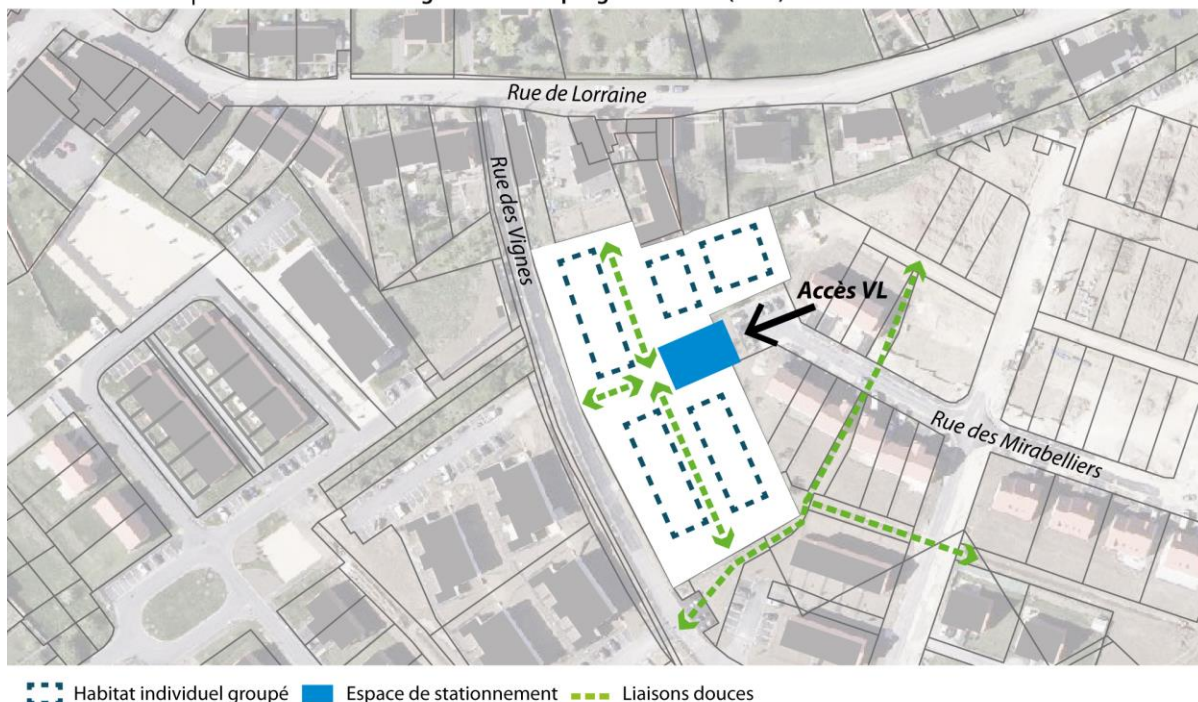 Rue de Lorraine
Rue des Vignes
Accès VL
Rue des Mirabelliers
Habitat individuel groupé Espace de stationnement Liaisons douces